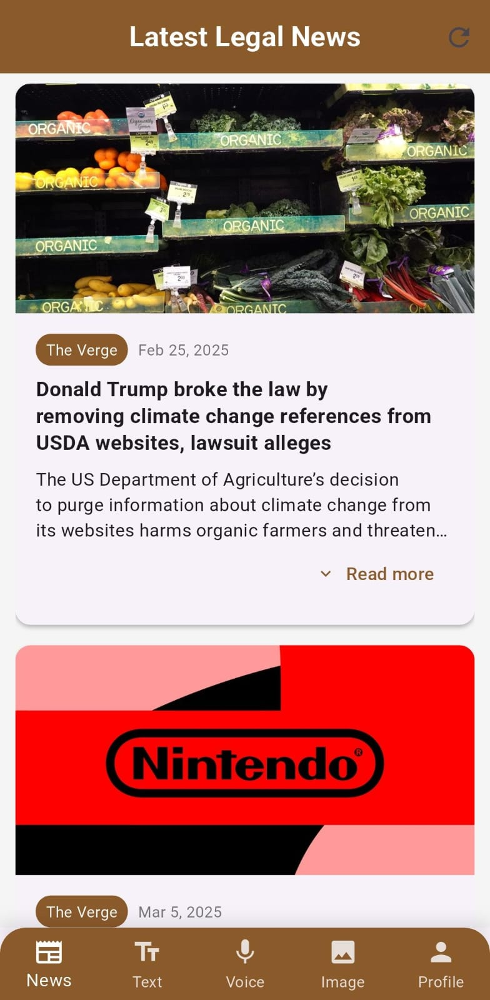 Latest Legal News
ORGANIC
ORGANIC
ORGANIC
ORGANIC
ORGANIC
ORGANIC
ORGANIC
ORGANIC
ORGANIC
The Verge Feb 25, 2025
Donald Trump broke the law by
removing climate change references from
USDA websites, lawsuit alleges
The US Department of Agriculture’s decision
to purge information about climate change from
its websites harms organic farmers and threaten…
Read more
Nintendo®
The Verge Mar 5, 2025
News Text Voice Image Profile